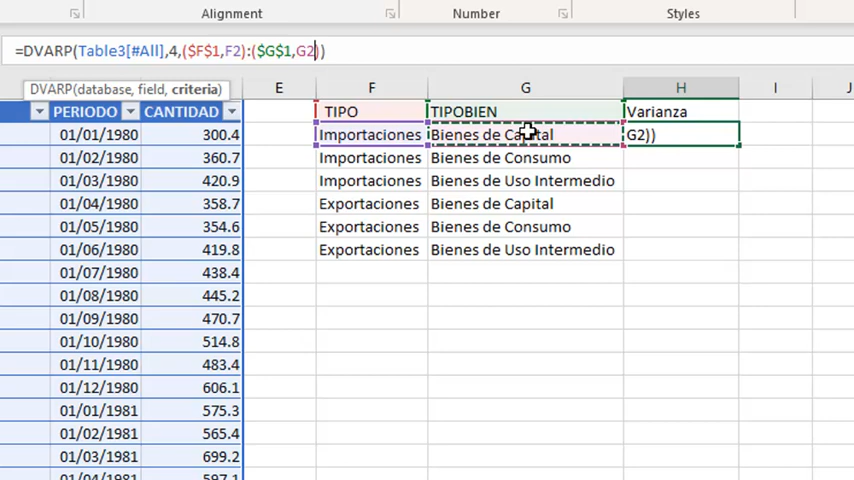 Alignment Number Styles
=DVARP(Table3[#All],4,($F$1,F2):($G$1,G2))
DVARP(database, field, criteria)
E F G H I J
PERIODO CANTIDAD TIPO TIPOBIEN Varianza
01/01/1980 300.4 Importaciones Bienes de Capital G2))
01/02/1980 360.7 Importaciones Bienes de Consumo
01/03/1980 420.9 Importaciones Bienes de Uso Intermedio
01/04/1980 358.7 Exportaciones Bienes de Capital
01/05/1980 354.6 Exportaciones Bienes de Consumo
01/06/1980 419.8 Exportaciones Bienes de Uso Intermedio
01/07/1980 438.4
01/08/1980 445.2
01/09/1980 470.7
01/10/1980 514.8
01/11/1980 483.4
01/12/1980 606.1
01/01/1981 575.3
01/02/1981 565.4
01/03/1981 699.2
01/04/1981 597.1